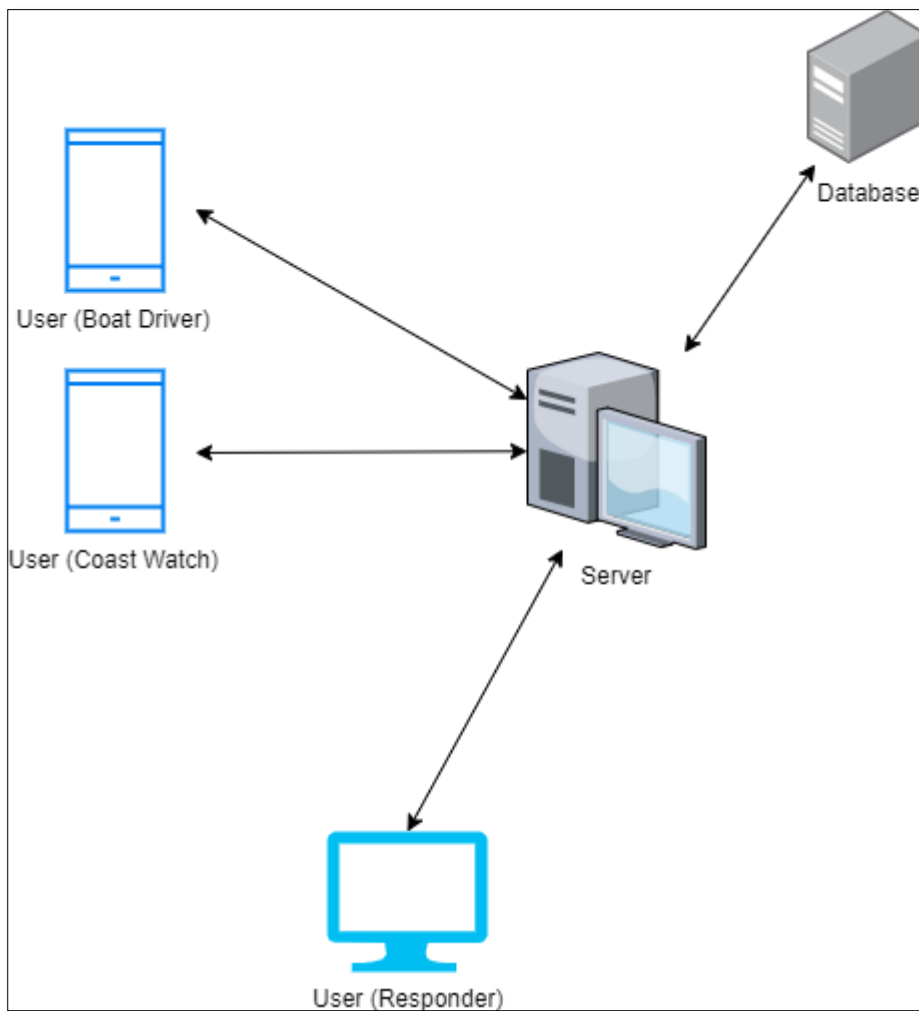 Database
User (Boat Driver)
User (Coast Watch)
Server
User (Responder)